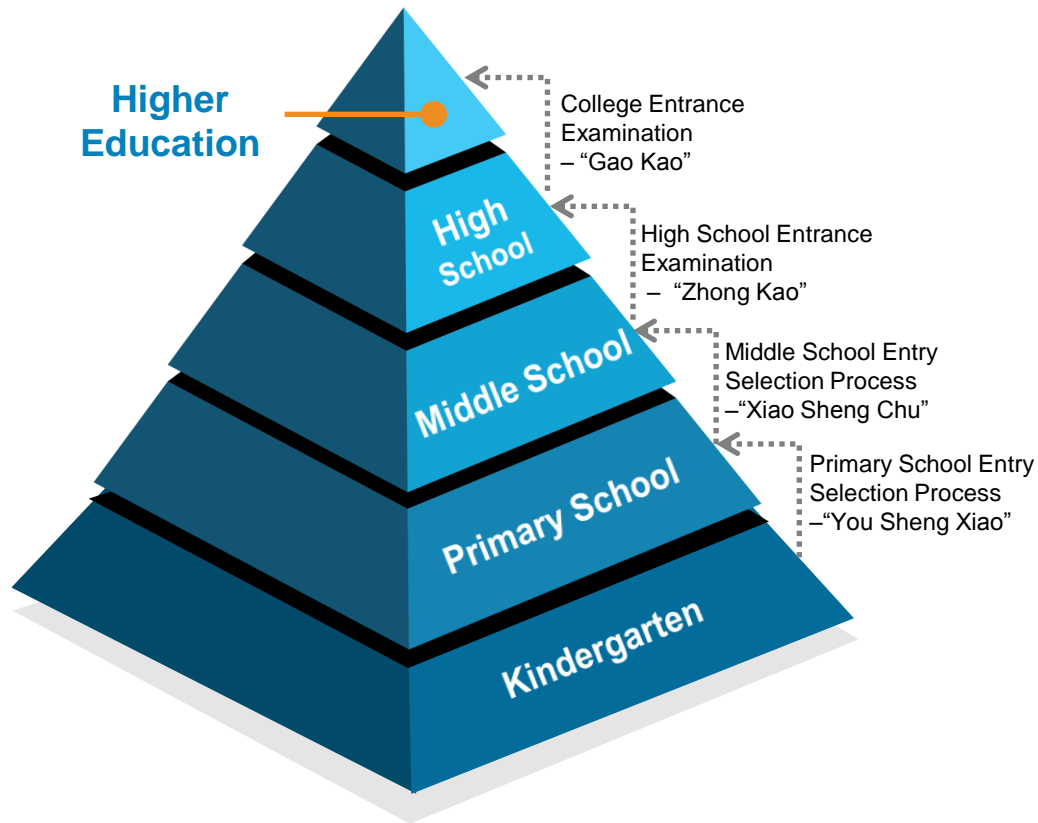 Higher
Education
College Entrance
Examination
– “Gao Kao”
High
School
High School Entrance
Examination
– “Zhong Kao”
Middle School
Middle School Entry
Selection Process
–“Xiao Sheng Chu”
Primary School
Primary School Entry
Selection Process
–“You Sheng Xiao”
Kindergarten